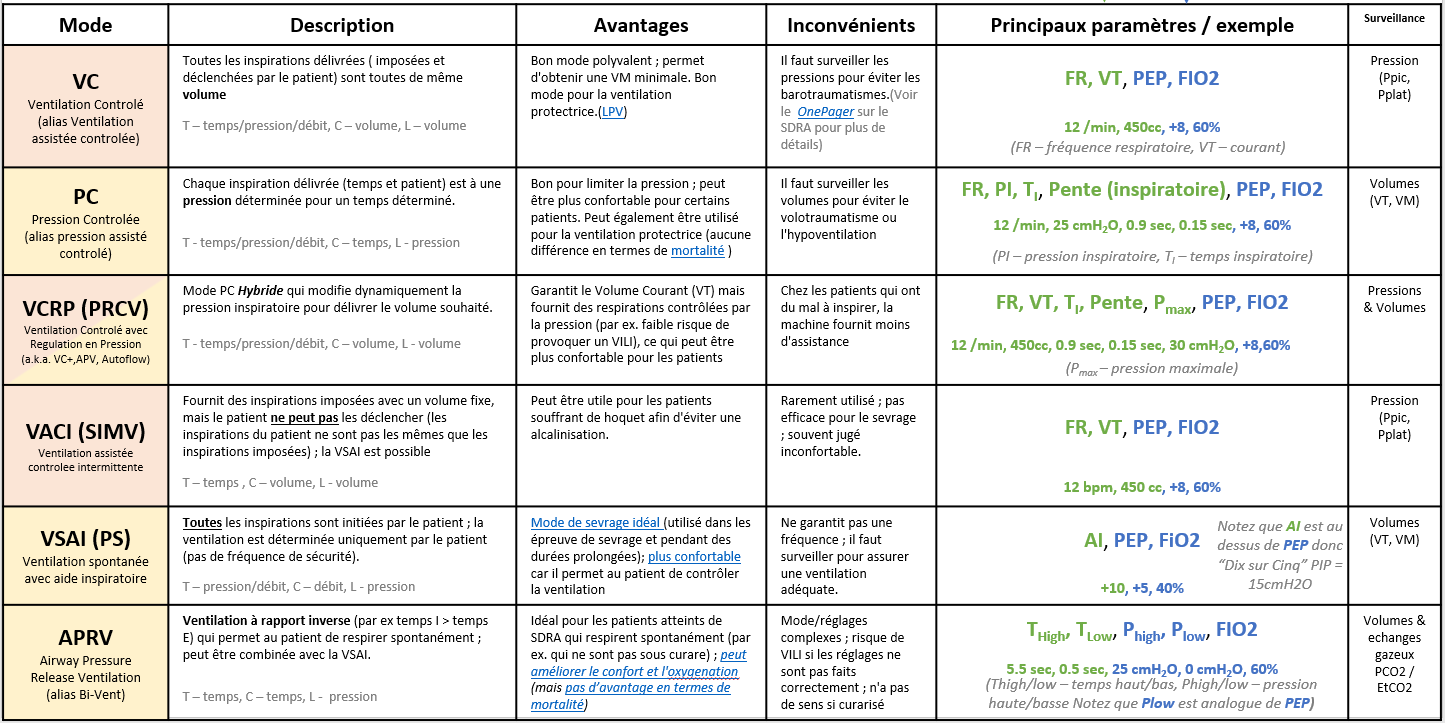 Mode
Description
Avantages
Inconvénients
Principaux paramètres / exemple
Surveillance
VC
Ventilation Controlé
(alias Ventilation
assistée controlée)
Toutes les inspirations délivrées ( imposées et
déclenchées par le patient) sont toutes de même
volume
T – temps/pression/débit, C – volume, L – volume
Bon mode polyvalent ; permet
d'obtenir une VM minimale. Bon
mode pour la ventilation
protectrice.(LPV)
Il faut surveiller les
pressions pour éviter les
barotraumatismes.(Voir
le OnePager sur le
SDRA pour plus de
détails)
FR, VT, PEP, FIO2
12 /min, 450cc, +8, 60%
(FR – fréquence respiratoire, VT – courant)
Pression
(Ppic,
Pplat)
PC
Pression Controlée
(alias pression assisté
controlé)
Chaque inspiration délivrée (temps et patient) est à une
pression déterminée pour un temps déterminé.
T - temps/pression/débit, C – temps, L - pression
Bon pour limiter la pression ; peut
être plus confortable pour certains
patients. Peut également être utilisé
pour la ventilation protectrice (aucune
différence en termes de mortalité )
Il faut surveiller les
volumes pour éviter le
volotraumatisme ou
l'hypoventilation
FR, PI, TI, Pente (inspiratoire), PEP, FIO2
12 /min, 25 cmH2O, 0.9 sec, 0.15 sec, +8, 60%
(PI – pression inspiratoire, TI – temps inspiratoire)
Volumes
(VT, VM)
VCRP (PRCV)
Ventilation Controlé avec
Regulation en Pression
(a.k.a. VC+,APV, Autoflow)
Mode PC Hybride qui modifie dynamiquement la
pression inspiratoire pour délivrer le volume souhaité.
T - temps/pression/débit, C – volume, L - volume
Garantit le Volume Courant (VT) mais
fournit des respirations contrôlées par
la pression (par ex. faible risque de
provoquer un VILI), ce qui peut être
plus confortable pour les patients
Chez les patients qui ont
du mal à inspirer, la
machine fournit moins
d'assistance
FR, VT, TI, Pente, Pmax, PEP, FIO2
12 /min, 450cc, 0.9 sec, 0.15 sec, 30 cmH2O, +8,60%
(Pmax – pression maximale)
Pressions
& Volumes
VACI (SIMV)
Ventilation assistée
controlee intermittente
Fournit des inspirations imposées avec un volume fixe,
mais le patient ne peut pas les déclencher (les
inspirations du patient ne sont pas les mêmes que les
inspirations imposées) ; la VSAI est possible
T – temps , C – volume, L - volume
Peut être utile pour les patients
souffrant de hoquet afin d'éviter une
alcalinisation.
Rarement utilisé ; pas
efficace pour le sevrage
; souvent jugé
inconfortable.
FR, VT, PEP, FIO2
12 bpm, 450 cc, +8, 60%
Pression
(Ppic,
Pplat)
VSAI (PS)
Ventilation spontanée
avec aide inspiratoire
Toutes les inspirations sont initiées par le patient ; la
ventilation est déterminée uniquement par le patient
(pas de fréquence de sécurité).
T – pression/débit, C – débit, L - pression
Mode de sevrage idéal (utilisé dans les
épreuve de sevrage et pendant des
durées prolongées); plus confortable
car il permet au patient de contrôler
la ventilation
Ne garantit pas une
fréquence ; il faut
surveiller pour assurer
une ventilation
adéquate.
AI, PEP, FiO2
+10, +5, 40%
Notez que AI est au
dessus de PEP donc
“Dix sur Cinq” PIP =
15cmH2O
Volumes
(VT, VM)
APRV
Airway Pressure
Release Ventilation
(alias Bi-Vent)
Ventilation à rapport inverse (par ex temps I > temps
E) qui permet au patient de respirer spontanément ;
peut être combinée avec la VSAI.
T – temps, C – temps, L - pression
Idéal pour les patients atteints de
SDRA qui respirent spontanément (par
ex. qui ne sont pas sous curare) ; peut
améliorer le confort et l'oxygenation
(mais pas d’avantage en termes de
mortalité)
Mode/réglages
complexes ; risque de
VILI si les réglages ne
sont pas faits
correctement ; n'a pas
de sens si curarisé
THigh, TLow, Phigh, Plow, FIO2
5.5 sec, 0.5 sec, 25 cmH2O, 0 cmH2O, 60%
(Thigh/low – temps haut/bas, Phigh/low – pression
haute/basse Notez que Plow est analogue de PEP)
Volumes &
echanges
gazeux
PCO2 /
EtCO2